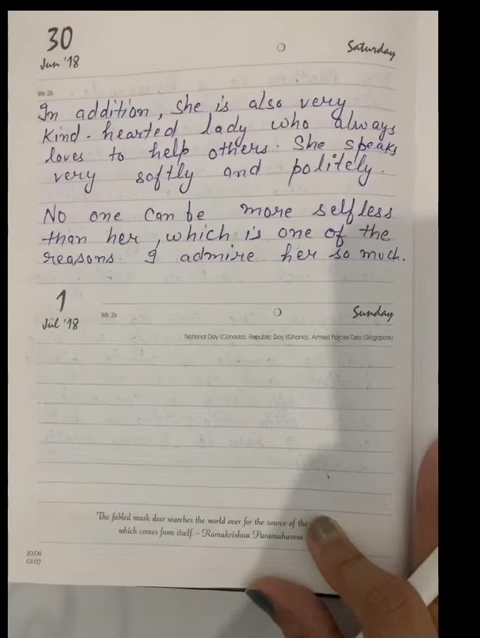 30
Jun '18
Saturday
Wk 26
In addition, She is also very
kind-hearted lady who always
loves to help others. She speaks
very softly and politely.
No one can be more selfless
than her, which is one of the
reasons I admire her so much.
1
Jul '18
Wk 26
Sunday
National Day (Canada), Republic Day (Ghana), Armed Forces Day (Singapore)
The fabled musk deer searches the world over for the source of the
which comes from itself. - Ramakrishna Paramahamsa
30.06
01.07